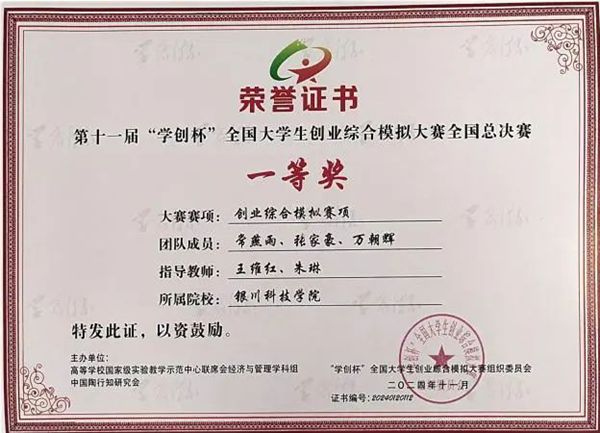 荣誉证书
第十一届“学创杯”全国大学生创业综合模拟大赛全国总决赛
一等奖
大赛赛项：创业综合模拟赛项
团队成员：常燕雨、张家豪、万朝辉
指导教师：王维红、朱琳
所属院校：银川科技学院
特发此证，以资鼓励。
主办单位：
高等学校国家级实验教学示范中心联席会经济与管理学科组
中国陶行知研究会
“学创杯”全国大学生创业综合模拟大赛组织委员会
二〇二四年十一月
证书编号：20240120112